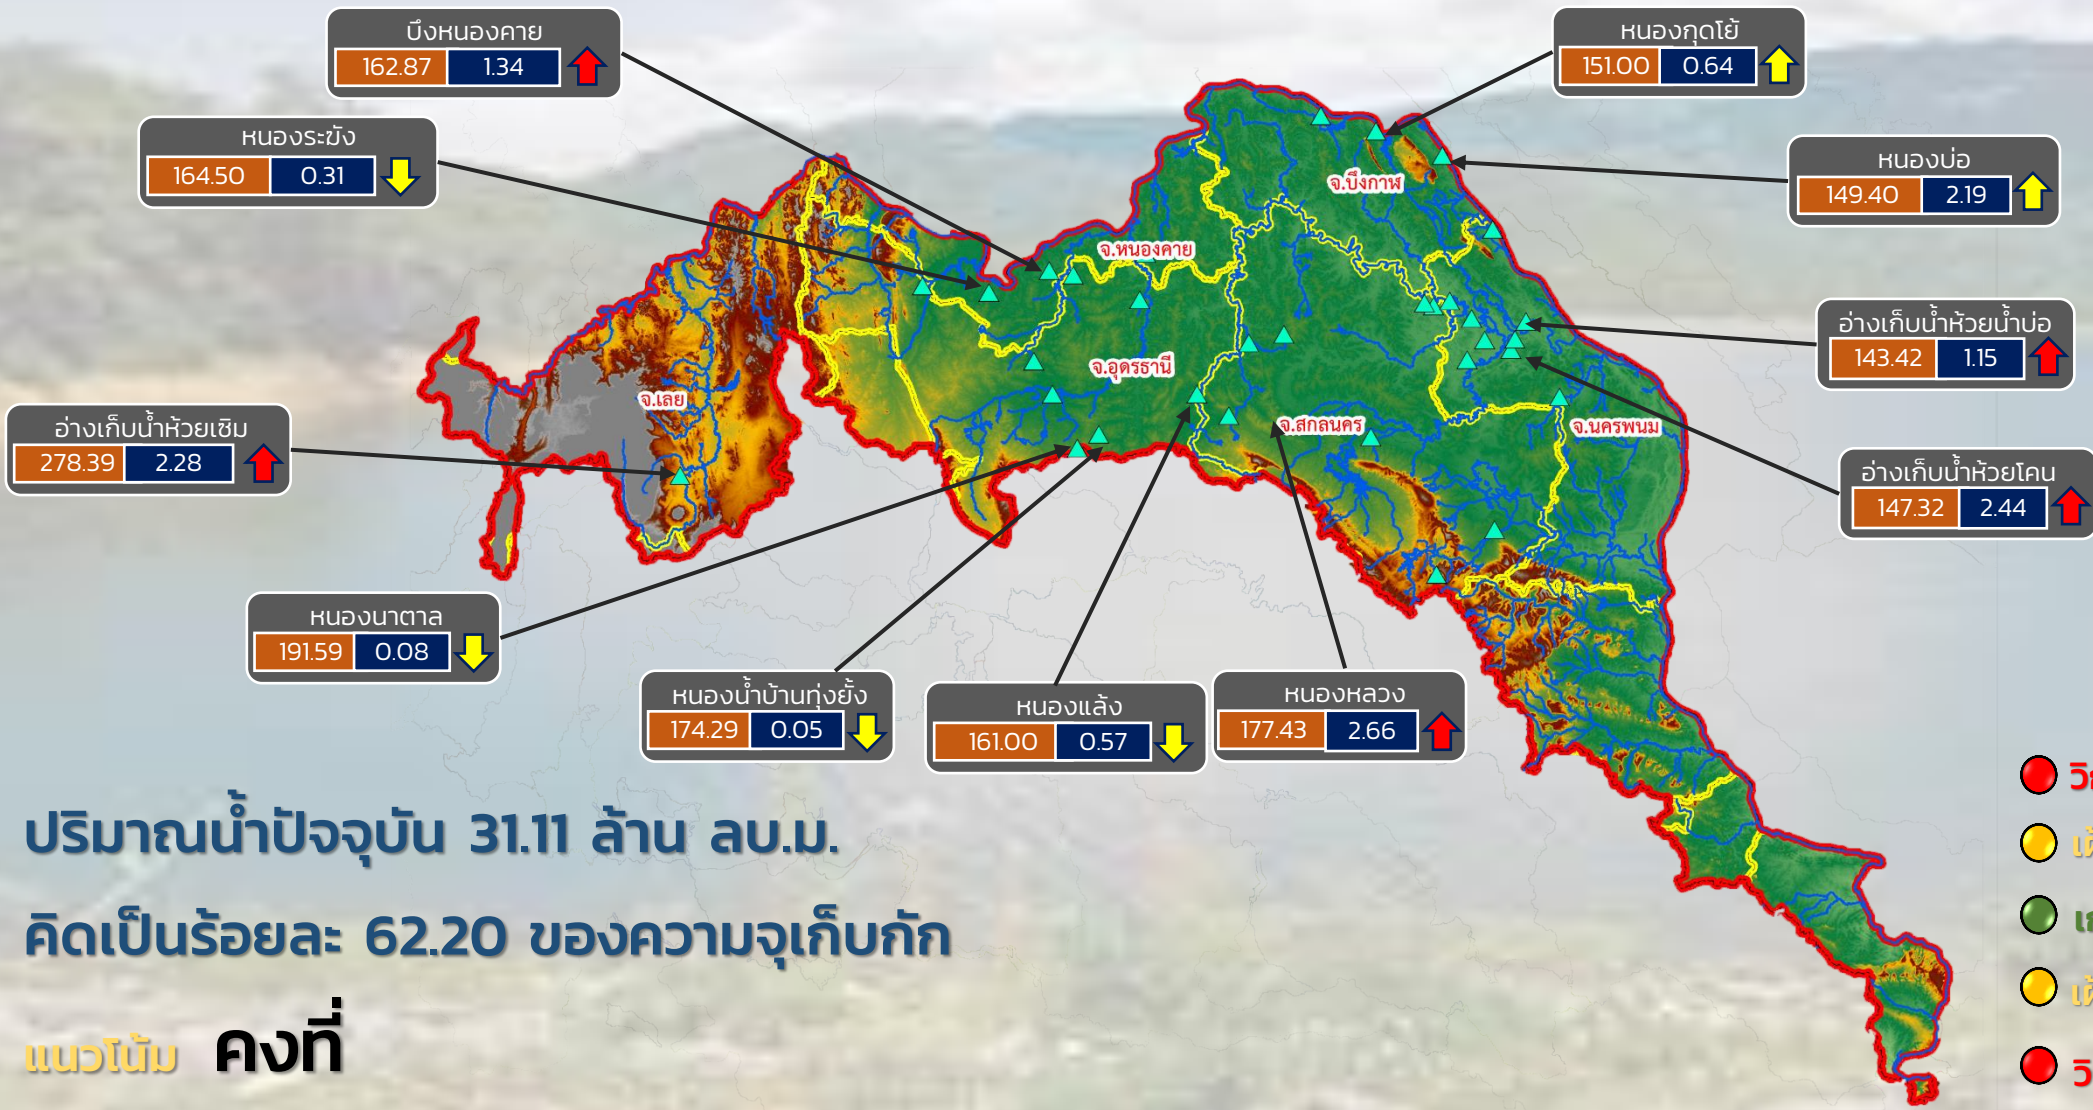 บึงหนองคาย
162.87 1.34
หนองกุดโย้
151.00 0.64
หนองระฆัง
164.50 0.31
หนองบ่อ
149.40 2.19
จ.บึงกาฬ
จ.หนองคาย
อ่างเก็บน้ำห้วยน้ำบ่อ
143.42 1.15
จ.อุดรธานี
จ.เลย
จ.สกลนคร
จ.นครพนม
อ่างเก็บน้ำห้วยเซิม
278.39 2.28
อ่างเก็บน้ำห้วยโคน
147.32 2.44
หนองนาตาล
191.59 0.08
หนองน้ำบ้านทุ่งยั้ง
174.29 0.05
หนองแล้ง
161.00 0.57
หนองหลวง
177.43 2.66
ปริมาณน้ำปัจจุบัน 31.11 ล้าน ลบ.ม.
คิดเป็นร้อยละ 62.20 ของความจุเก็บกัก
แนวโน้ม คงที่